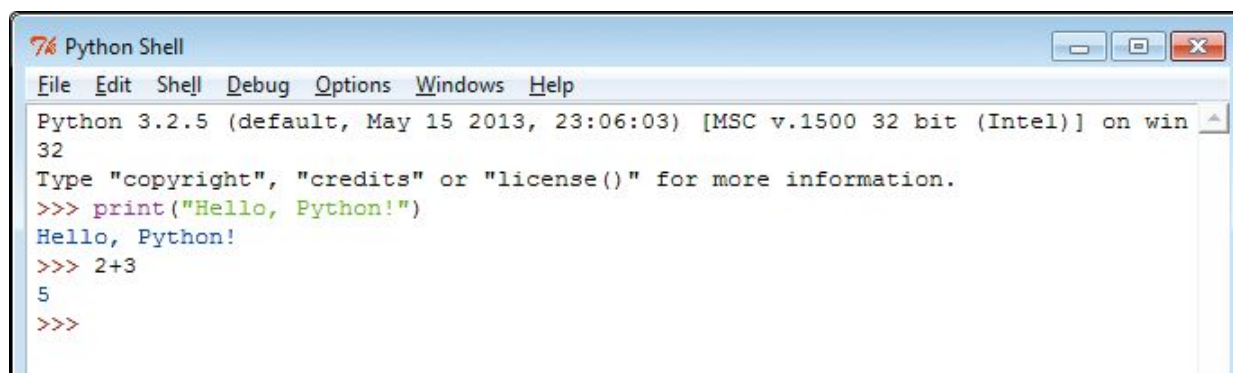 Python Shell
File Edit Shell Debug Options Windows Help
Python 3.2.5 (default, May 15 2013, 23:06:03) [MSC v.1500 32 bit (Intel)] on win
32
Type "copyright", "credits" or "license()" for more information.
>>> print("Hello, Python!")
Hello, Python!
>>> 2+3
5
>>>